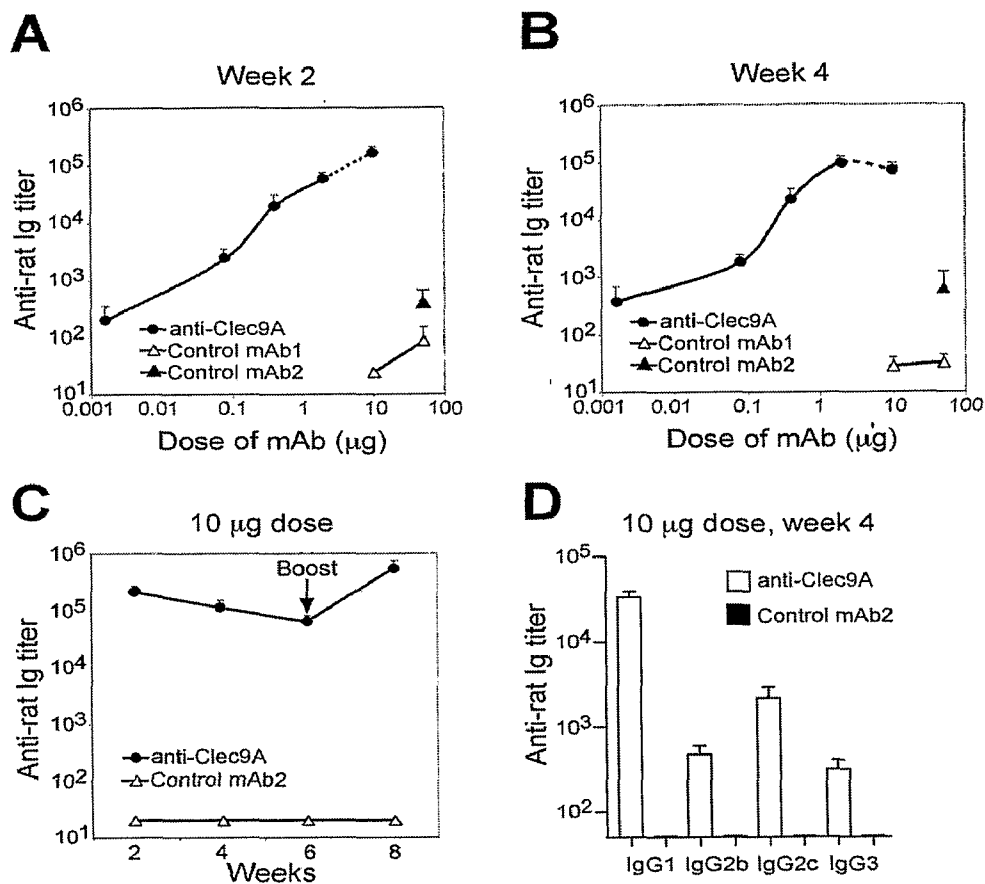 A
Week 2
Anti-rat Ig titer
10⁶
10⁵
10⁴
10³
10²
10¹
anti-Clec9A
Control mAb1
Control mAb2
0.001 0.01 0.1 1 10 100
Dose of mAb (µg)
B
Week 4
Anti-rat Ig titer
10⁶
10⁵
10⁴
10³
10²
10¹
anti-Clec9A
Control mAb1
Control mAb2
0.001 0.01 0.1 1 10 100
Dose of mAb (µg)
C
10 µg dose
Anti-rat Ig titer
10⁶
10⁵
10⁴
10³
10²
10¹
Boost
anti-Clec9A
Control mAb2
2 4 6 8
Weeks
D
10 µg dose, week 4
Anti-rat Ig titer
10⁵
10⁴
10³
10²
anti-Clec9A
Control mAb2
IgG1 IgG2b IgG2c IgG3